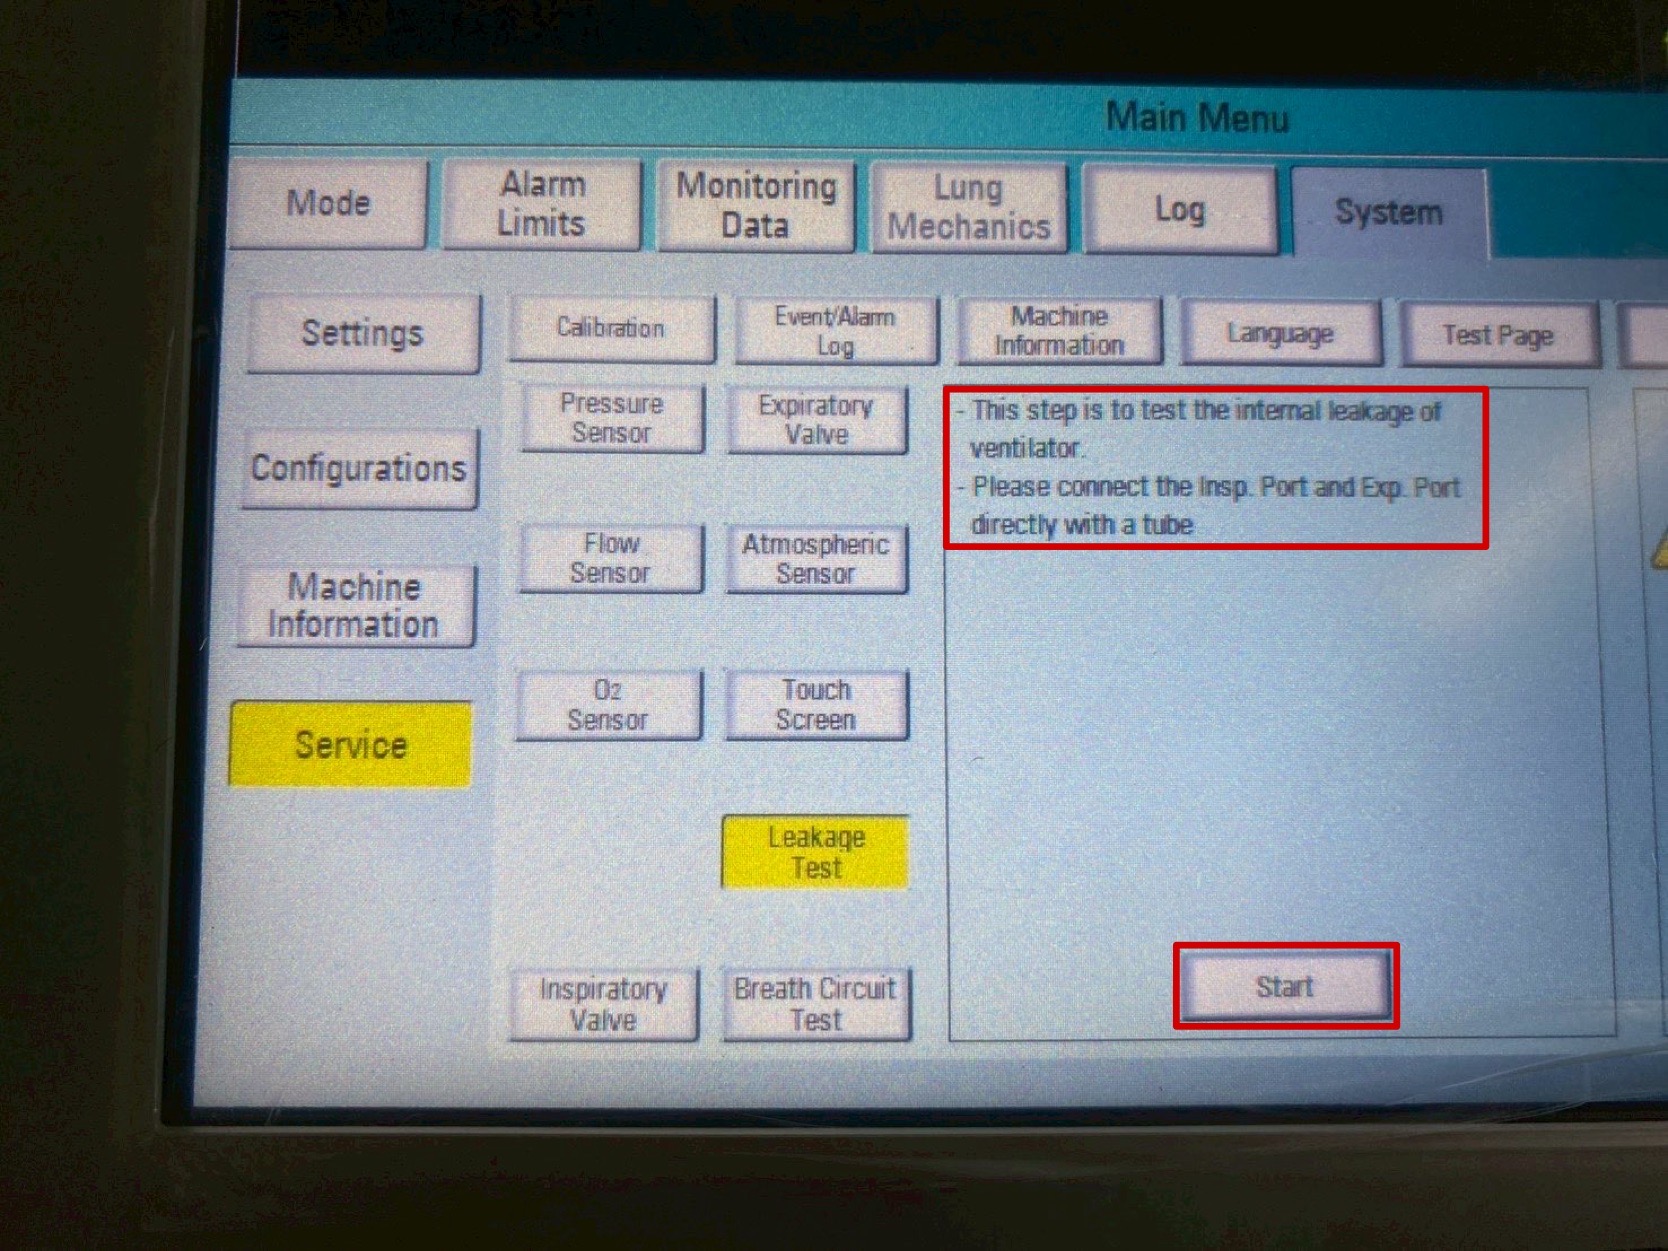 Main Menu
Mode
Alarm
Limits
Monitoring
Data
Lung
Mechanics
Log
System
Settings
Calibration
Event/Alarm
Log
Machine
Information
Language
Test Page
Configurations
Machine
Information
Service
Pressure
Sensor
Expiratory
Valve
Flow
Sensor
Atmospheric
Sensor
O2
Sensor
Touch
Screen
Leakage
Test
Inspiratory
Valve
Breath Circuit
Test
- This step is to test the internal leakage of
ventilator.
- Please connect the Insp. Port and Exp. Port
directly with a tube
Start